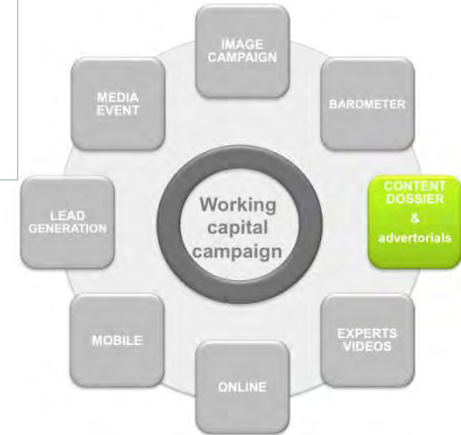 IMAGE
CAMPAIGN
MEDIA
EVENT
BAROMETER
CONTENT
DOSSIER
&
advertorials
LEAD
GENERATION
Working
capital
campaign
MOBILE
EXPERTS
VIDEOS
ONLINE